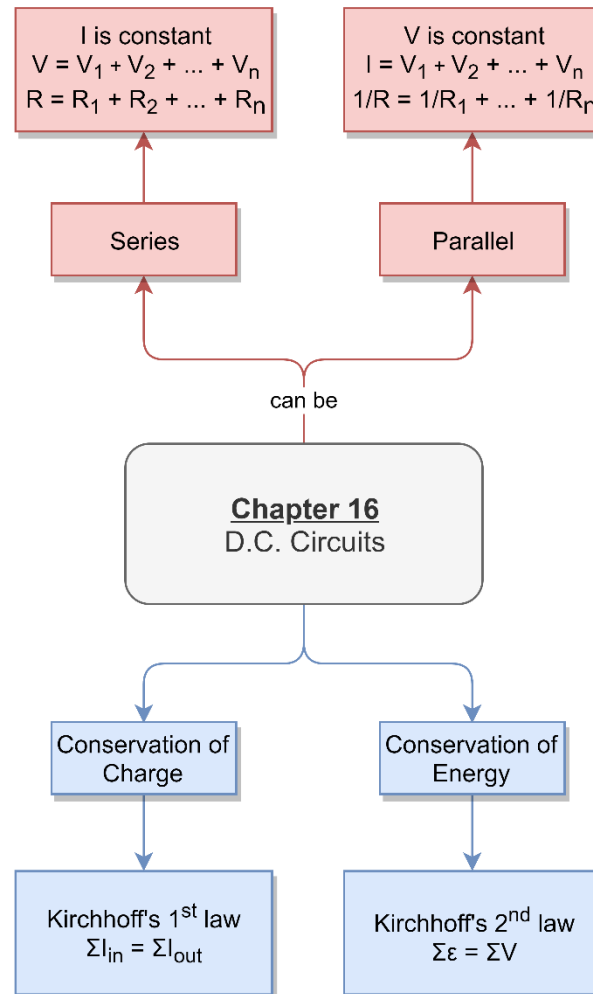 I is constant
V = V₁ + V₂ + ... + Vₙ
R = R₁ + R₂ + ... + Rₙ
V is constant
I = V₁ + V₂ + ... + Vₙ
1/R = 1/R₁ + ... + 1/Rₙ
Series
Parallel
can be
Chapter 16
D.C. Circuits
Conservation of
Charge
Conservation of
Energy
Kirchhoff's 1ˢᵗ law
ΣI_in = ΣI_out
Kirchhoff's 2ⁿᵈ law
Σε = ΣV